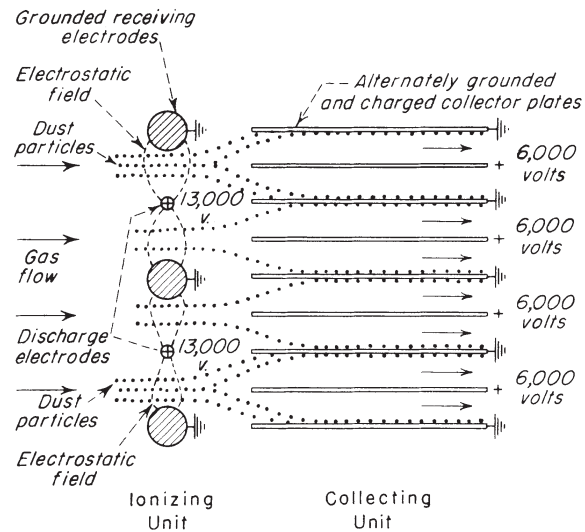 Grounded receiving
electrodes
Electrostatic
field
Alternately grounded
and charged collector plates
Dust
particles
+ 6,000
volts
13,000
v.
Gas
flow
+ 6,000
volts
+ 6,000
volts
Discharge
electrodes
13,000
v.
+ 6,000
volts
Dust
particles
Electrostatic
field
Ionizing
Unit
Collecting
Unit